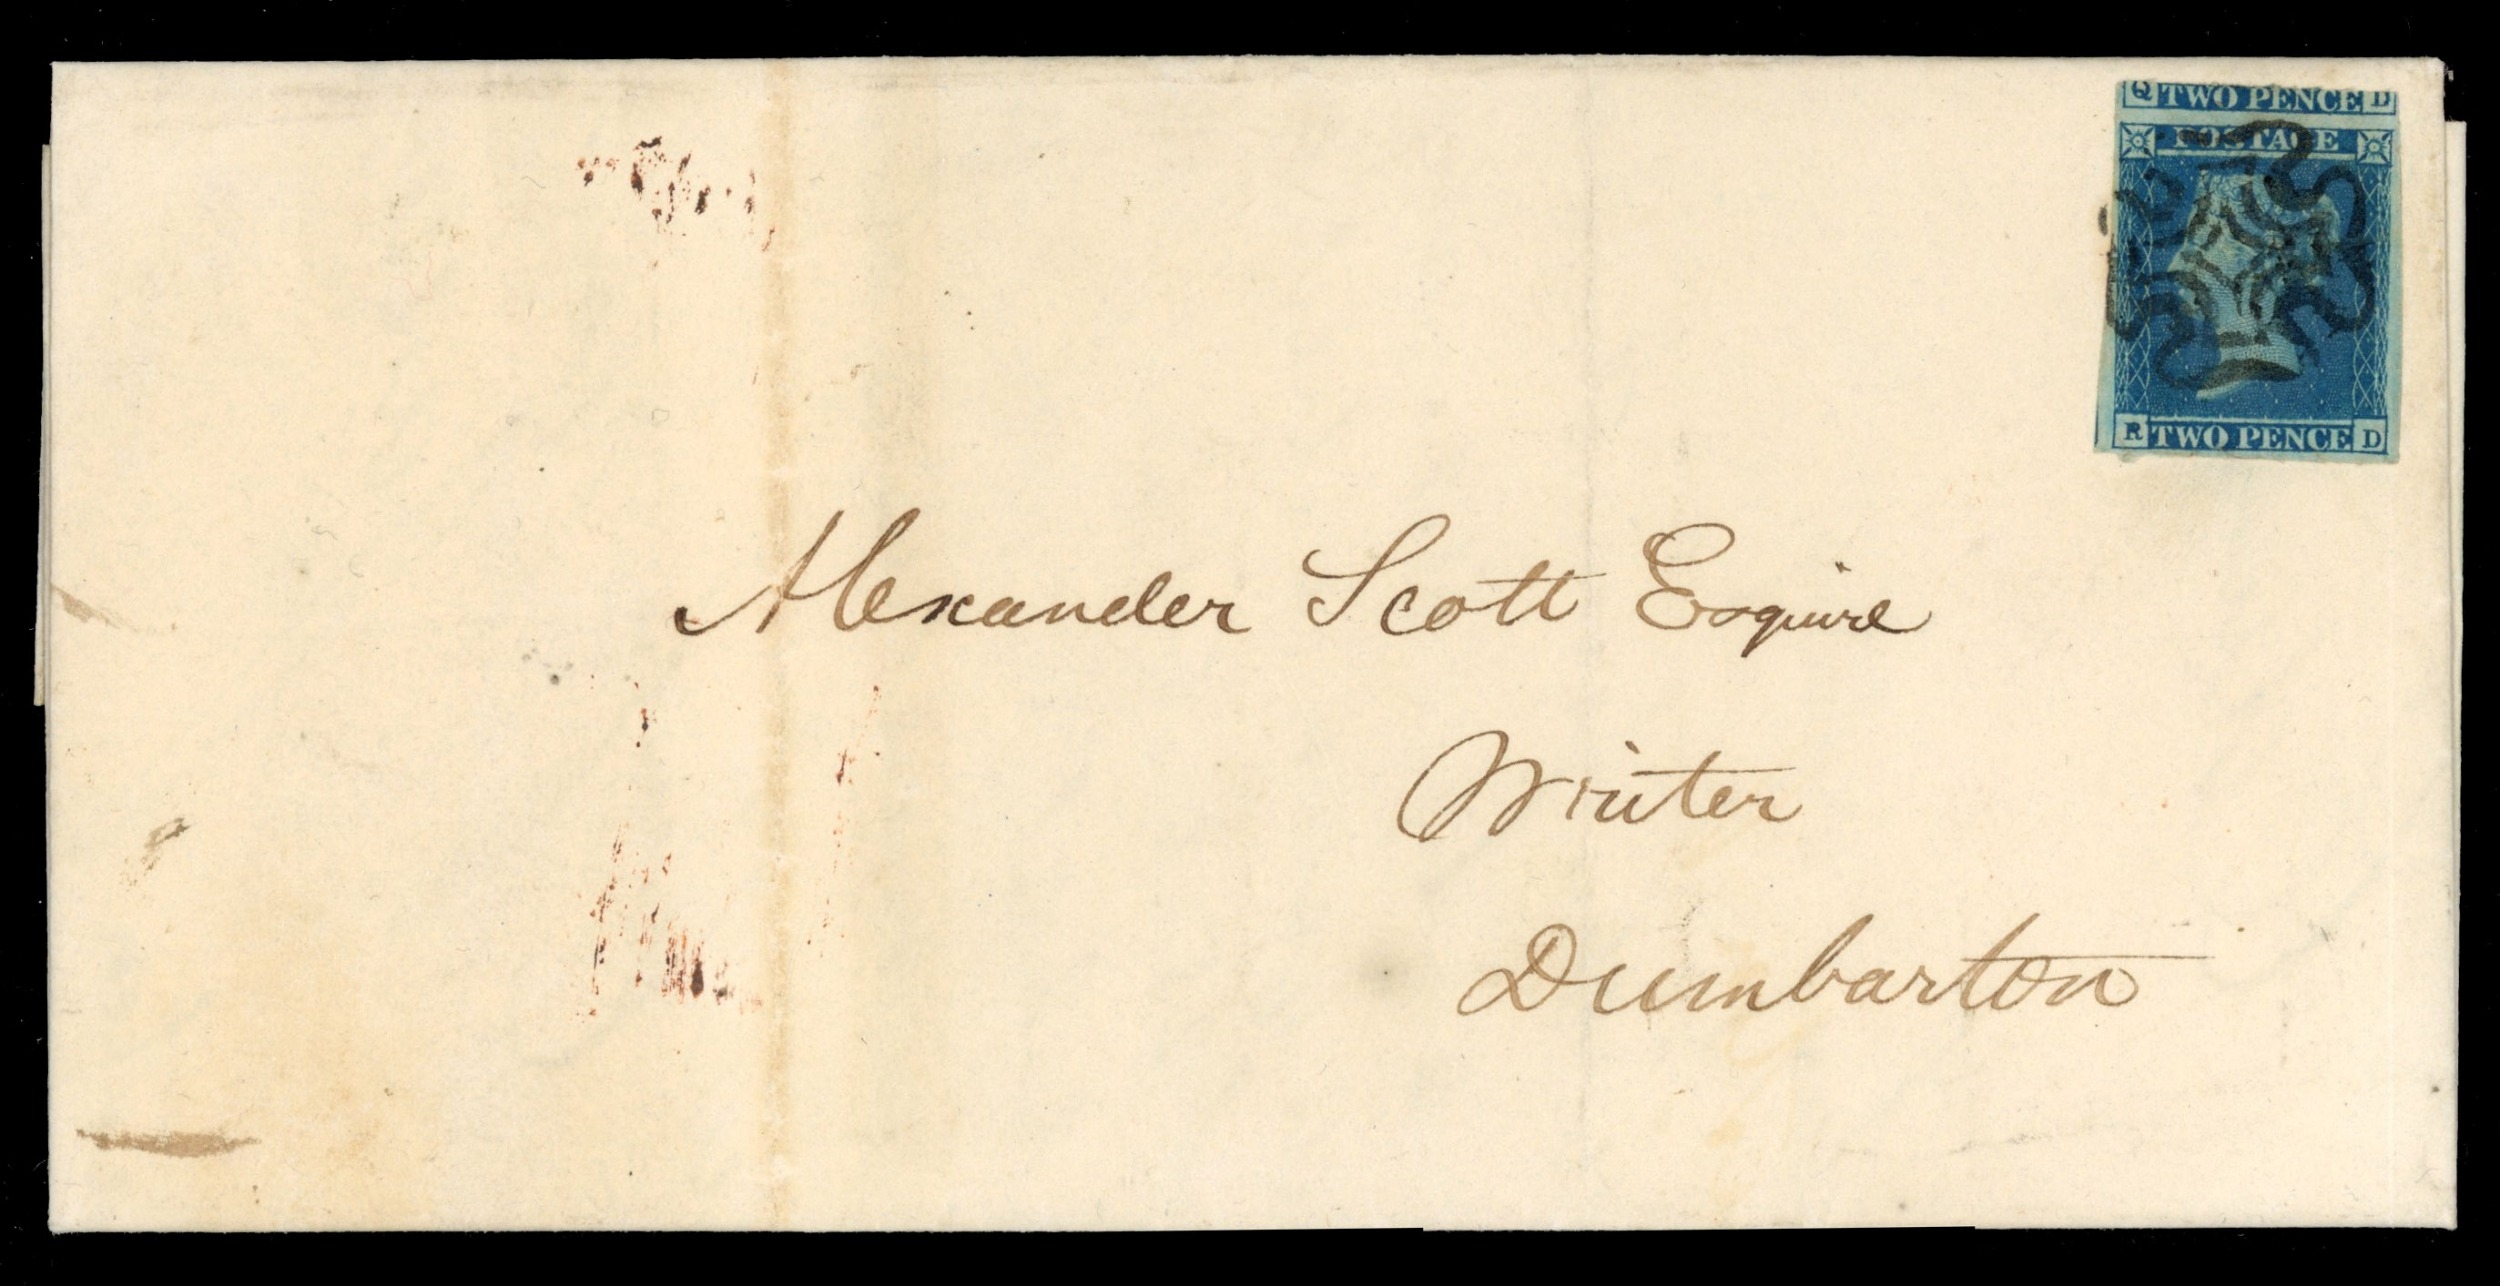 Q TWO PENCE D
POSTAGE
R TWO PENCE D
Alexander Scott Esquire
Writer
Dumbarton